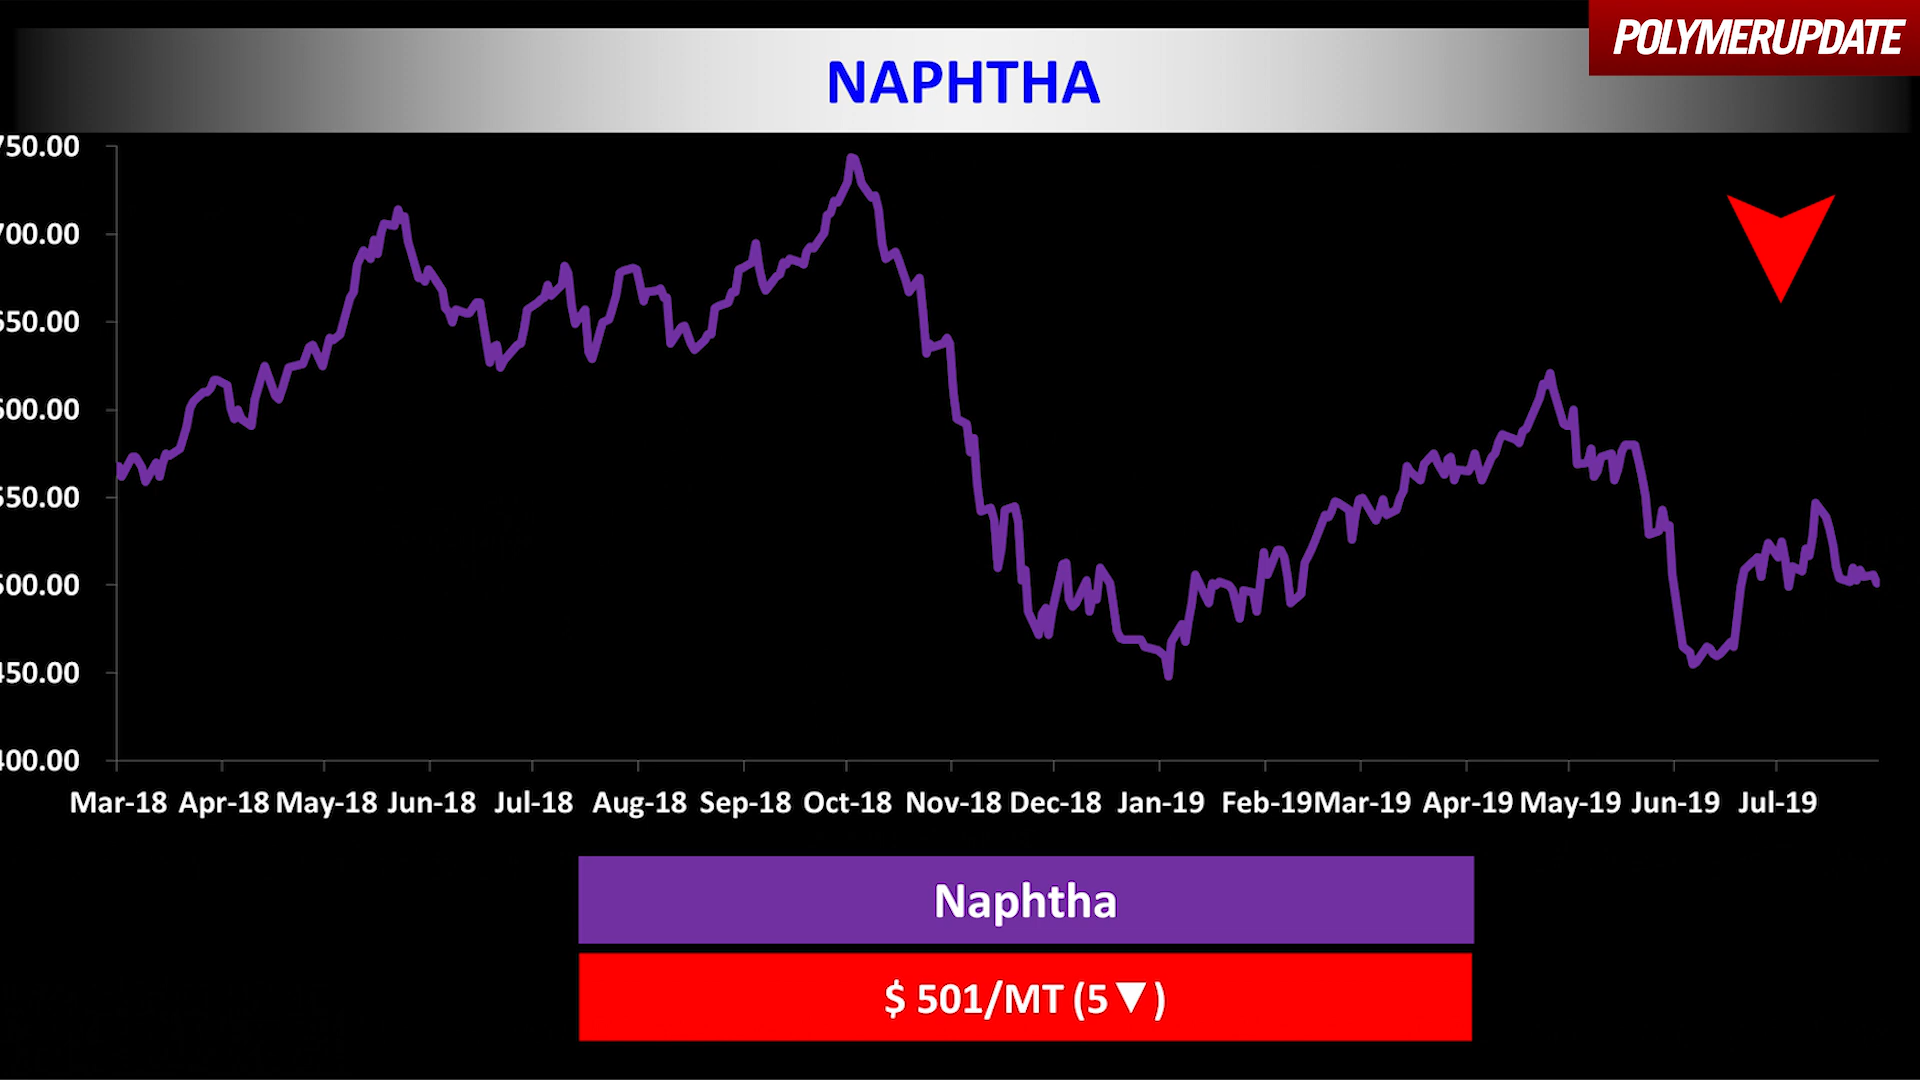 POLYMERUPDATE
NAPHTHA
750.00
700.00
650.00
600.00
550.00
500.00
450.00
400.00
Mar-18 Apr-18 May-18 Jun-18 Jul-18 Aug-18 Sep-18 Oct-18 Nov-18 Dec-18 Jan-19 Feb-19 Mar-19 Apr-19 May-19 Jun-19 Jul-19
Naphtha
$ 501/MT (5▼)